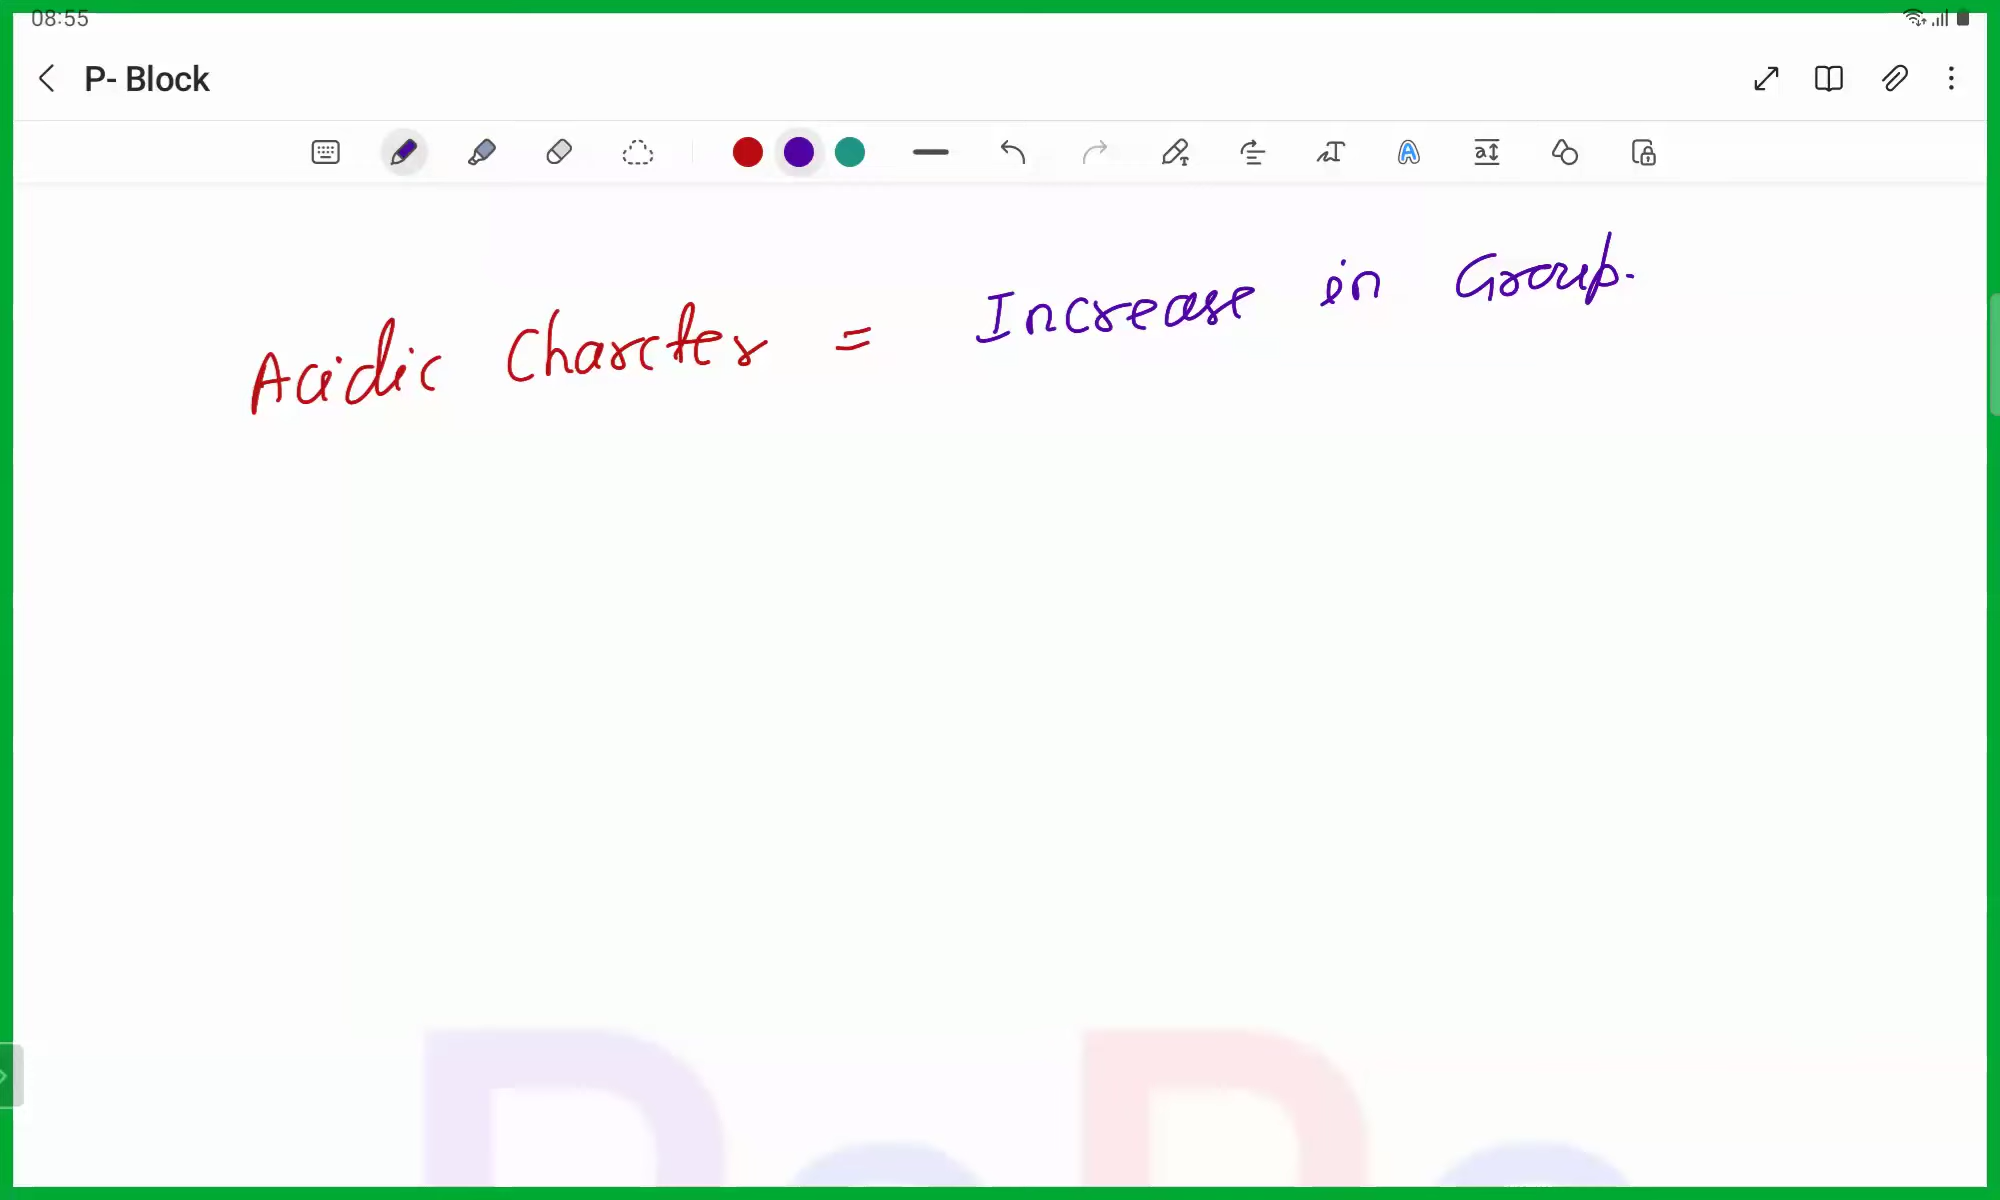 08:55
P- Block
Acidic Charcter = Increase in Group.